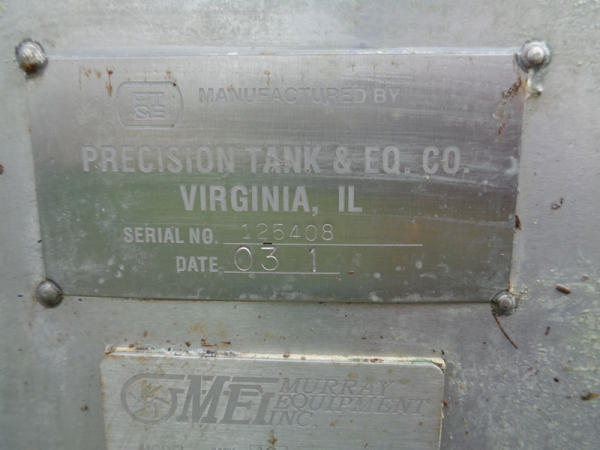 MANUFACTURED BY
PRECISION TANK & EQ. CO.
VIRGINIA, IL
SERIAL NO. 125408
DATE 03 1
MEI MURRAY
EQUIPMENT
INC.